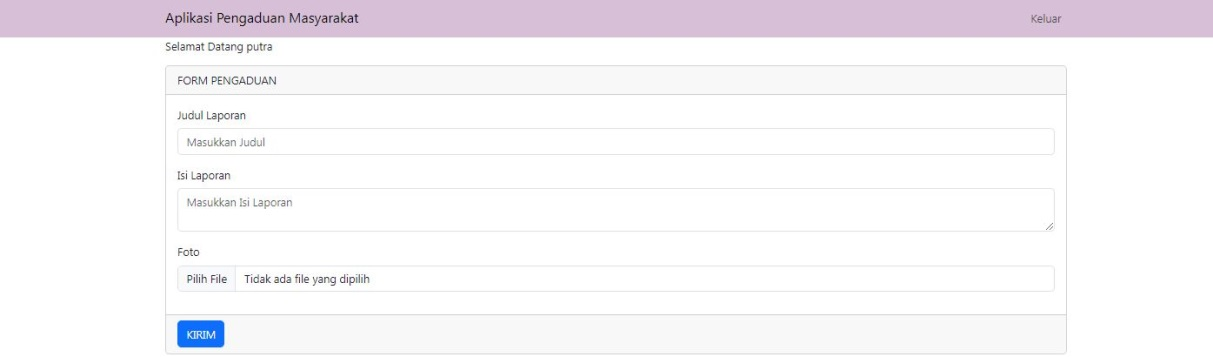 Aplikasi Pengaduan Masyarakat Keluar
Selamat Datang putra
FORM PENGADUAN
Judul Laporan
Masukkan Judul
Isi Laporan
Masukkan Isi Laporan
Foto
Pilih File Tidak ada file yang dipilih
KIRIM